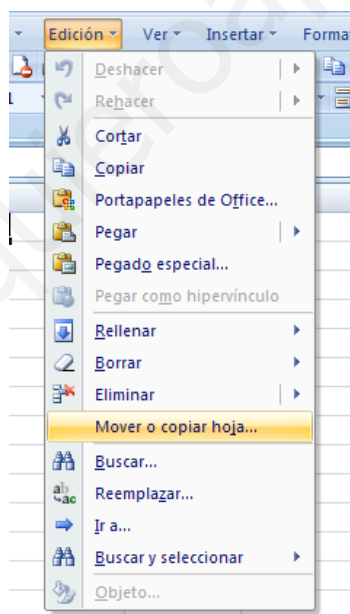 Edición Ver Insertar Forma
Deshacer
Rehacer
Cortar
Copiar
Portapapeles de Office...
Pegar
Pegado especial...
Pegar como hipervínculo
Rellenar
Borrar
Eliminar
Mover o copiar hoja...
Buscar...
Reemplazar...
Ir a...
Buscar y seleccionar
Objeto...